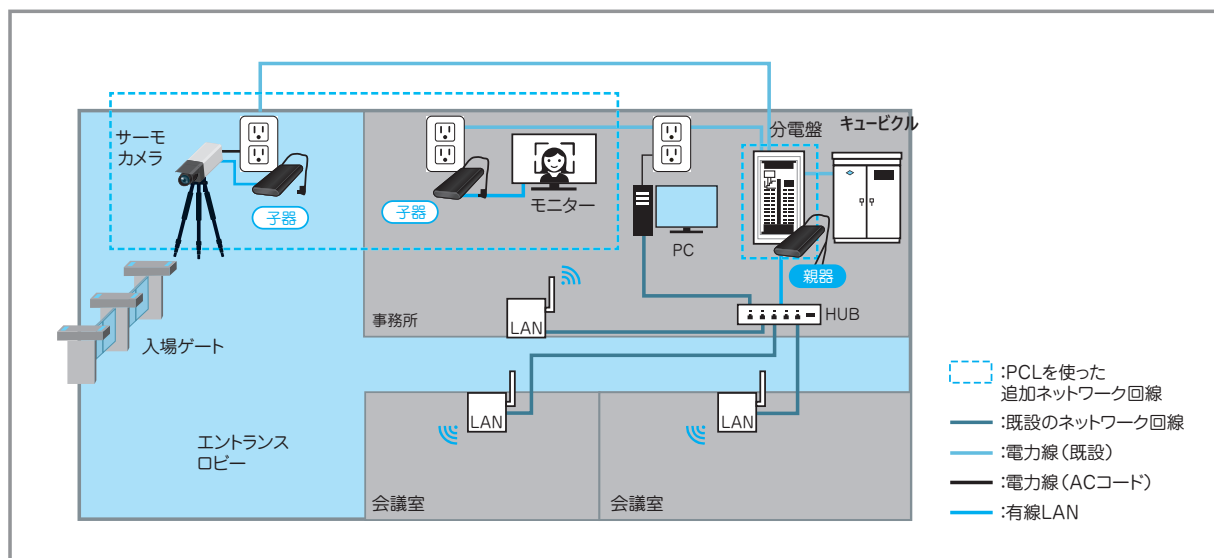 サーモ
カメラ
子器
子器
モニター
PC
分電盤
キュービクル
親器
HUB
LAN
事務所
入場ゲート
エントランス
ロビー
LAN
会議室
LAN
会議室
:PCLを使った
追加ネットワーク回線
:既設のネットワーク回線
:電力線(既設)
:電力線(ACコード)
:有線LAN